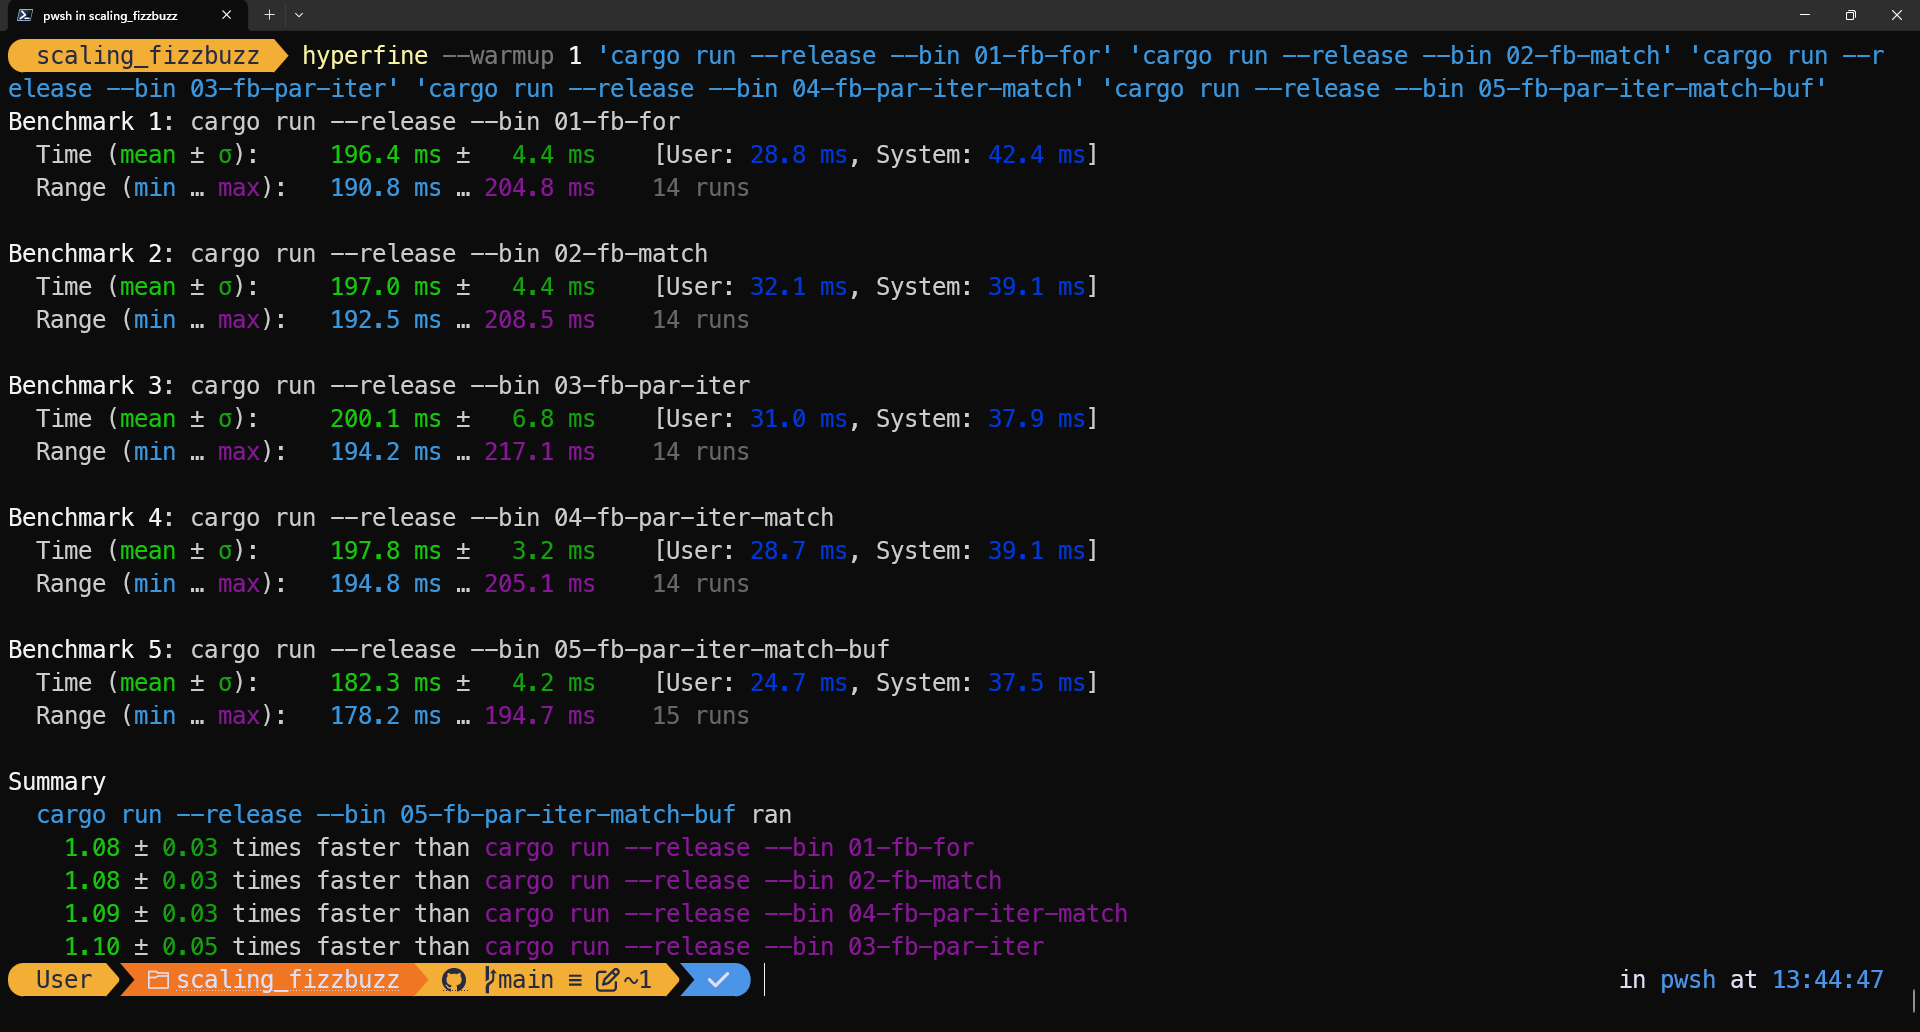 pwsh in scaling_fizzbuzz
scaling_fizzbuzz hyperfine --warmup 1 'cargo run --release --bin 01-fb-for' 'cargo run --release --bin 02-fb-match' 'cargo run --r
elease --bin 03-fb-par-iter' 'cargo run --release --bin 04-fb-par-iter-match' 'cargo run --release --bin 05-fb-par-iter-match-buf'
Benchmark 1: cargo run --release --bin 01-fb-for
Time (mean ± σ): 196.4 ms ± 4.4 ms [User: 28.8 ms, System: 42.4 ms]
Range (min … max): 190.8 ms … 204.8 ms 14 runs
Benchmark 2: cargo run --release --bin 02-fb-match
Time (mean ± σ): 197.0 ms ± 4.4 ms [User: 32.1 ms, System: 39.1 ms]
Range (min … max): 192.5 ms … 208.5 ms 14 runs
Benchmark 3: cargo run --release --bin 03-fb-par-iter
Time (mean ± σ): 200.1 ms ± 6.8 ms [User: 31.0 ms, System: 37.9 ms]
Range (min … max): 194.2 ms … 217.1 ms 14 runs
Benchmark 4: cargo run --release --bin 04-fb-par-iter-match
Time (mean ± σ): 197.8 ms ± 3.2 ms [User: 28.7 ms, System: 39.1 ms]
Range (min … max): 194.8 ms … 205.1 ms 14 runs
Benchmark 5: cargo run --release --bin 05-fb-par-iter-match-buf
Time (mean ± σ): 182.3 ms ± 4.2 ms [User: 24.7 ms, System: 37.5 ms]
Range (min … max): 178.2 ms … 194.7 ms 15 runs
Summary
cargo run --release --bin 05-fb-par-iter-match-buf ran
1.08 ± 0.03 times faster than cargo run --release --bin 01-fb-for
1.08 ± 0.03 times faster than cargo run --release --bin 02-fb-match
1.09 ± 0.03 times faster than cargo run --release --bin 04-fb-par-iter-match
1.10 ± 0.05 times faster than cargo run --release --bin 03-fb-par-iter
User scaling_fizzbuzz main ≡ ~1 in pwsh at 13:44:47